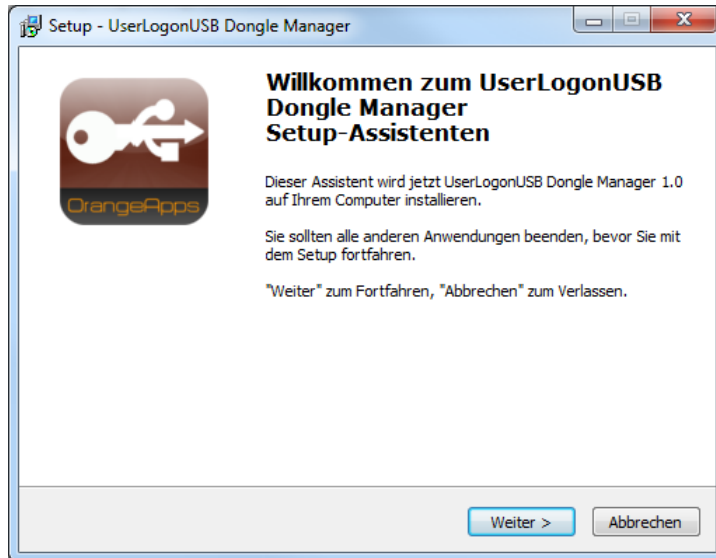 Setup - UserLogonUSB Dongle Manager
Willkommen zum UserLogonUSB
Dongle Manager
Setup-Assistenten
OrangeApps
Dieser Assistent wird jetzt UserLogonUSB Dongle Manager 1.0
auf Ihrem Computer installieren.
Sie sollten alle anderen Anwendungen beenden, bevor Sie mit
dem Setup fortfahren.
"Weiter" zum Fortfahren, "Abbrechen" zum Verlassen.
Weiter >
Abbrechen